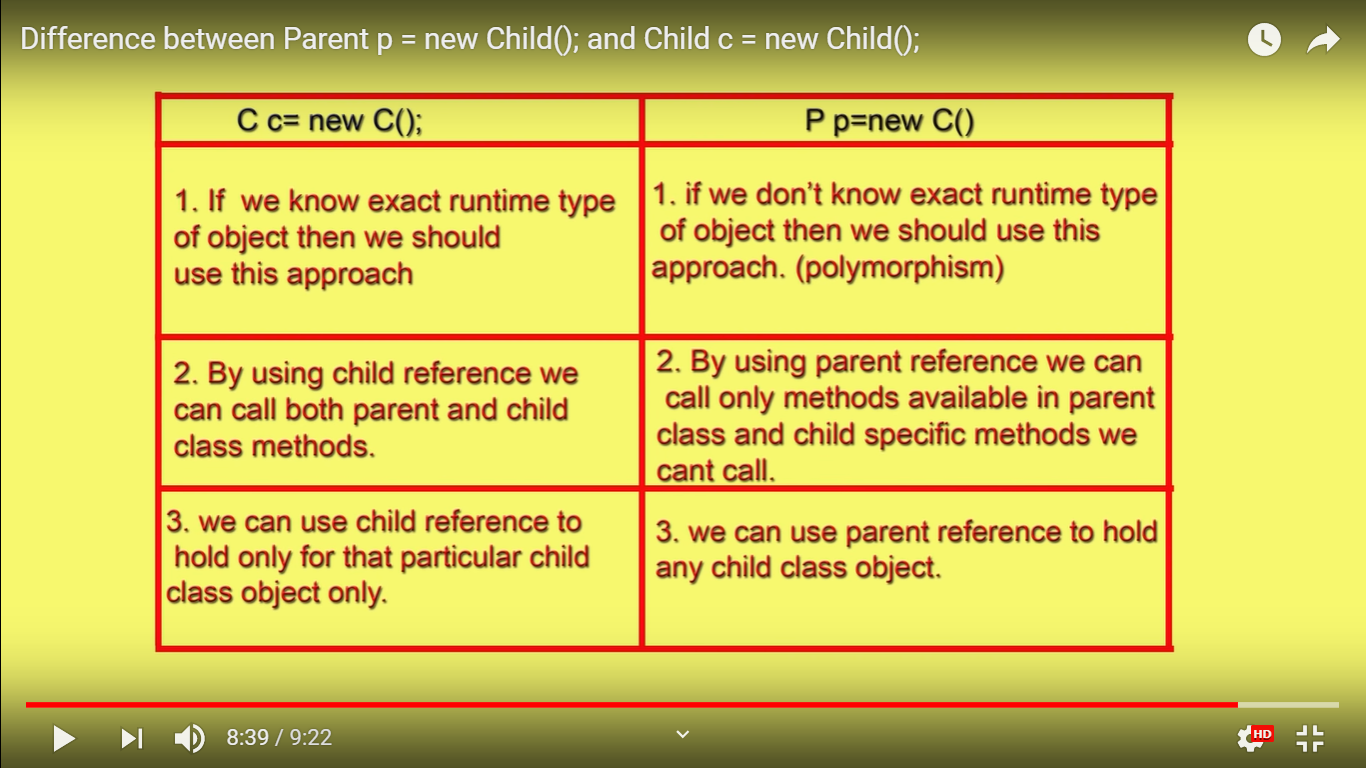 Difference between Parent p = new Child(); and Child c = new Child();
C c= new C();
P p=new C()
1. If we know exact runtime type
of object then we should
use this approach
1. if we don't know exact runtime type
of object then we should use this
approach. (polymorphism)
2. By using child reference we
can call both parent and child
class methods.
2. By using parent reference we can
call only methods available in parent
class and child specific methods we
cant call.
3. we can use child reference to
hold only for that particular child
class object only.
3. we can use parent reference to hold
any child class object.
8:39 / 9:22
HD